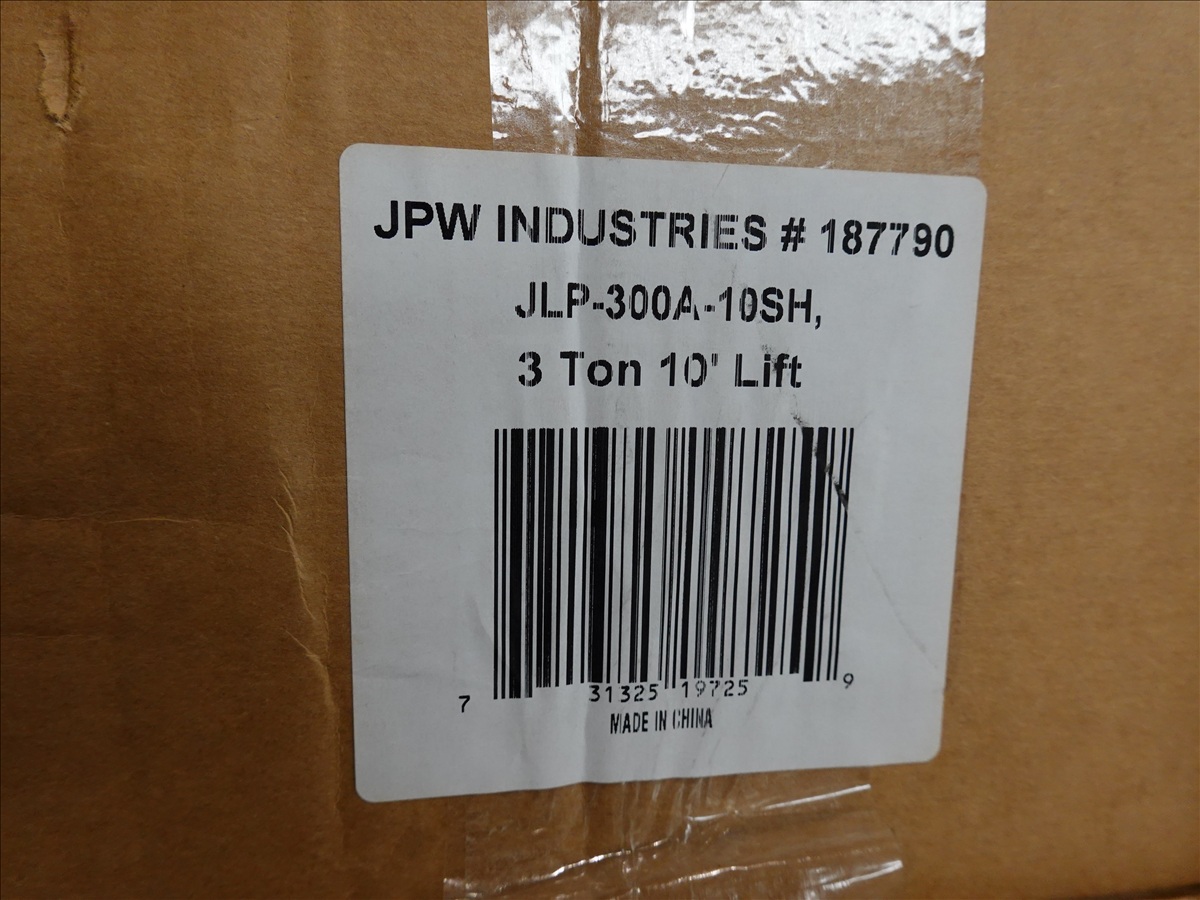 JPW INDUSTRIES # 187790
JLP-300A-10SH,
3 Ton 10' Lift
7 31325 19725 9
MADE IN CHINA